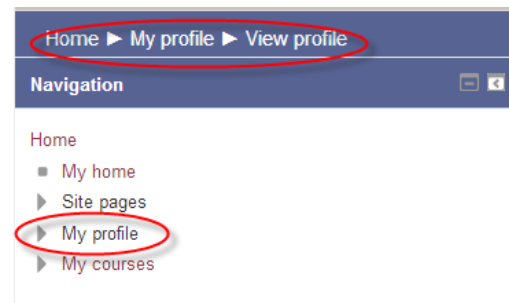 Home ► My profile ► View profile
Navigation
Home
My home
Site pages
My profile
My courses